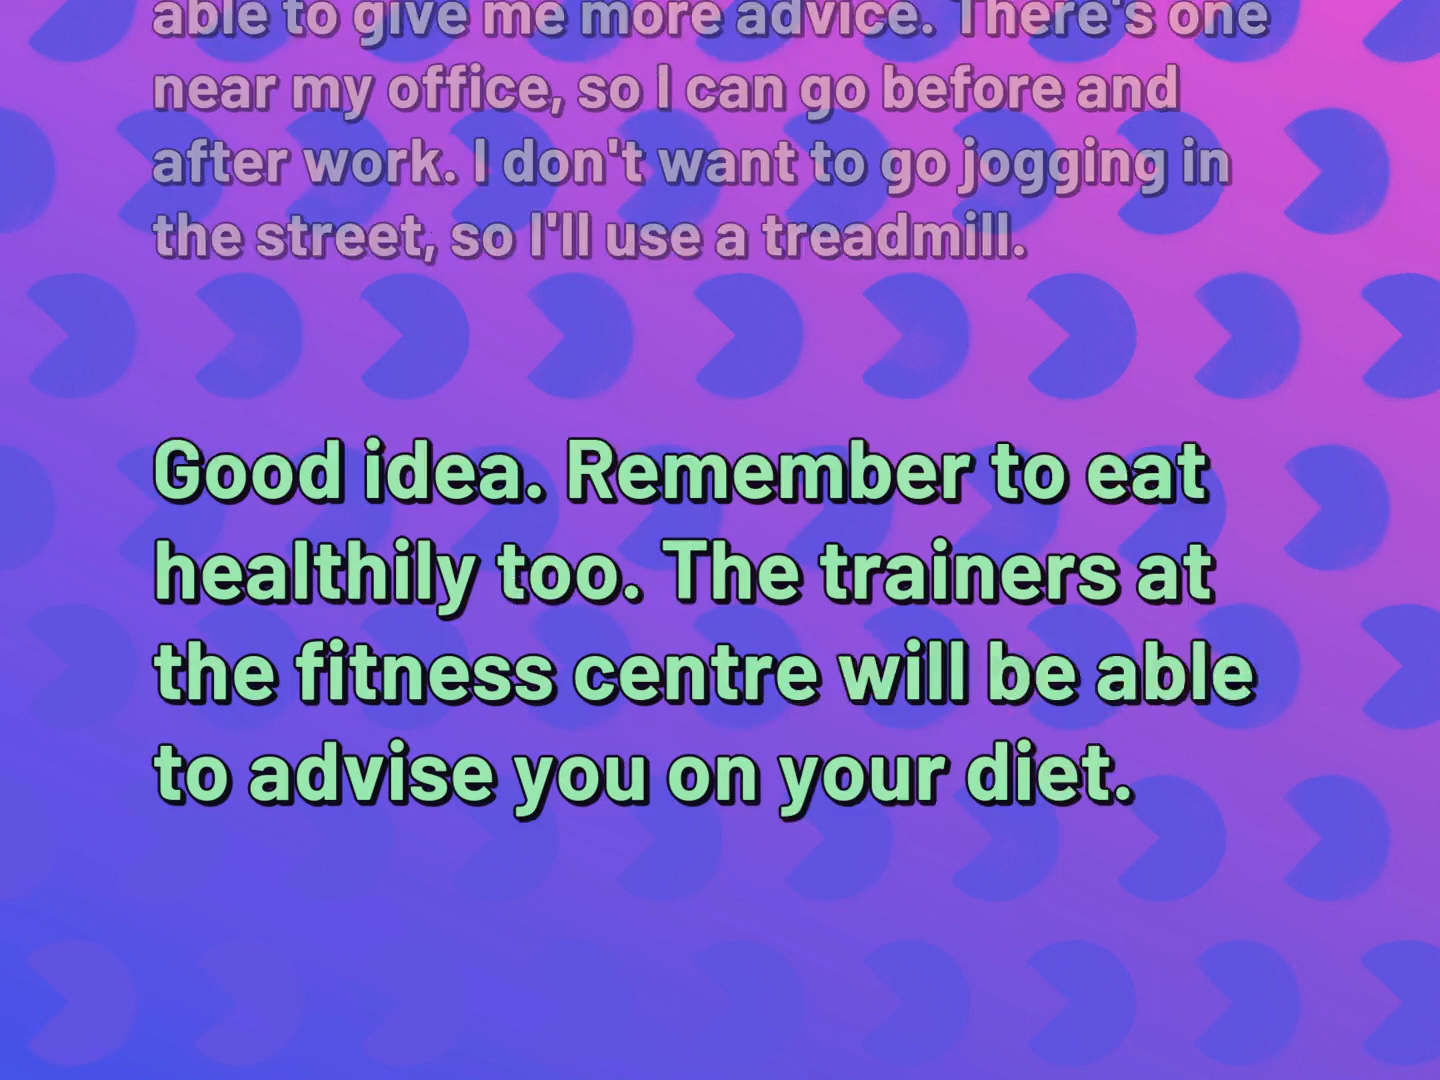 able to give me more advice. There's one
near my office, so I can go before and
after work. I don't want to go jogging in
the street, so I'll use a treadmill.
Good idea. Remember to eat
healthily too. The trainers at
the fitness centre will be able
to advise you on your diet.